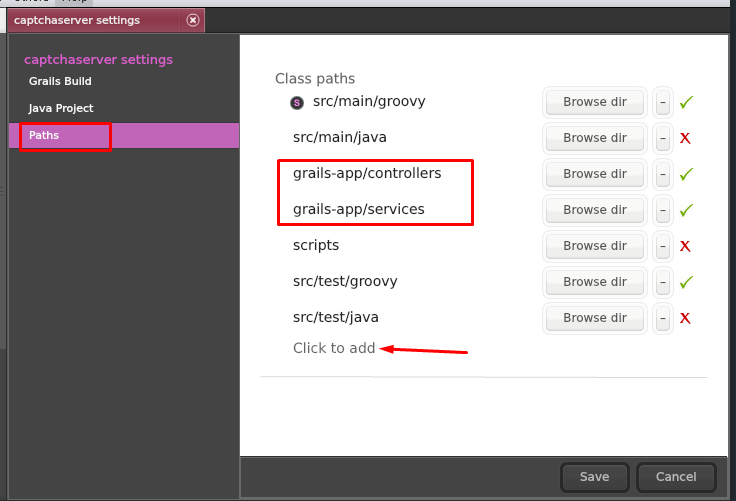 captchaserver settings
captchaserver settings
Grails Build
Java Project
Paths
Class paths
S src/main/groovy Browse dir -
src/main/java Browse dir -
grails-app/controllers Browse dir -
grails-app/services Browse dir -
scripts Browse dir -
src/test/groovy Browse dir -
src/test/java Browse dir -
Click to add
Save Cancel